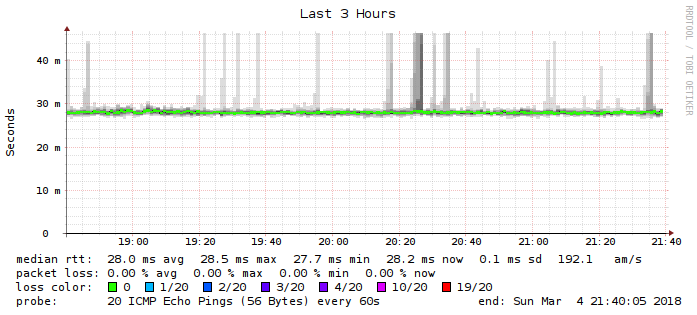 Last 3 Hours
RRDTOOL / TOBI OETIKER
Seconds
40 m
30 m
20 m
10 m
0
19:00 19:20 19:40 20:00 20:20 20:40 21:00 21:20 21:40
median rtt: 28.0 ms avg 28.5 ms max 27.7 ms min 28.2 ms now 0.1 ms sd 192.1 am/s
packet loss: 0.00 % avg 0.00 % max 0.00 % min 0.00 % now
loss color: 0 1/20 2/20 3/20 4/20 10/20 19/20
probe: 20 ICMP Echo Pings (56 Bytes) every 60s end: Sun Mar 4 21:40:05 2018